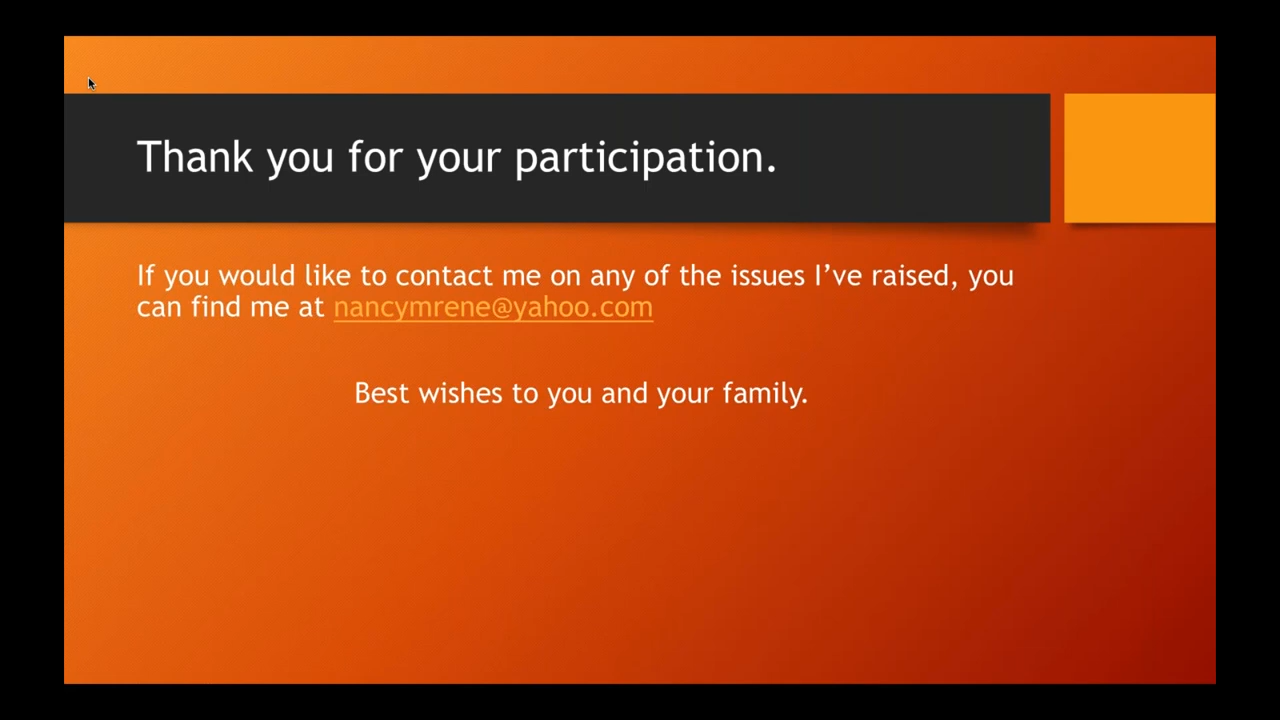 Thank you for your participation.
If you would like to contact me on any of the issues I’ve raised, you
can find me at nancymrene@yahoo.com
Best wishes to you and your family.